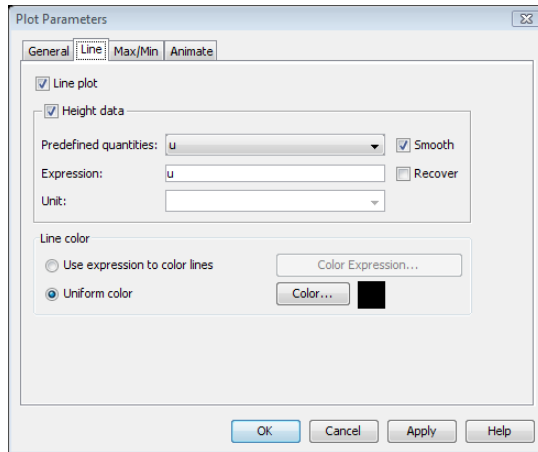 Plot Parameters
General Line Max/Min Animate
Line plot
Height data
Predefined quantities: u Smooth
Expression: u Recover
Unit:
Line color
Use expression to color lines Color Expression...
Uniform color Color...
OK Cancel Apply Help